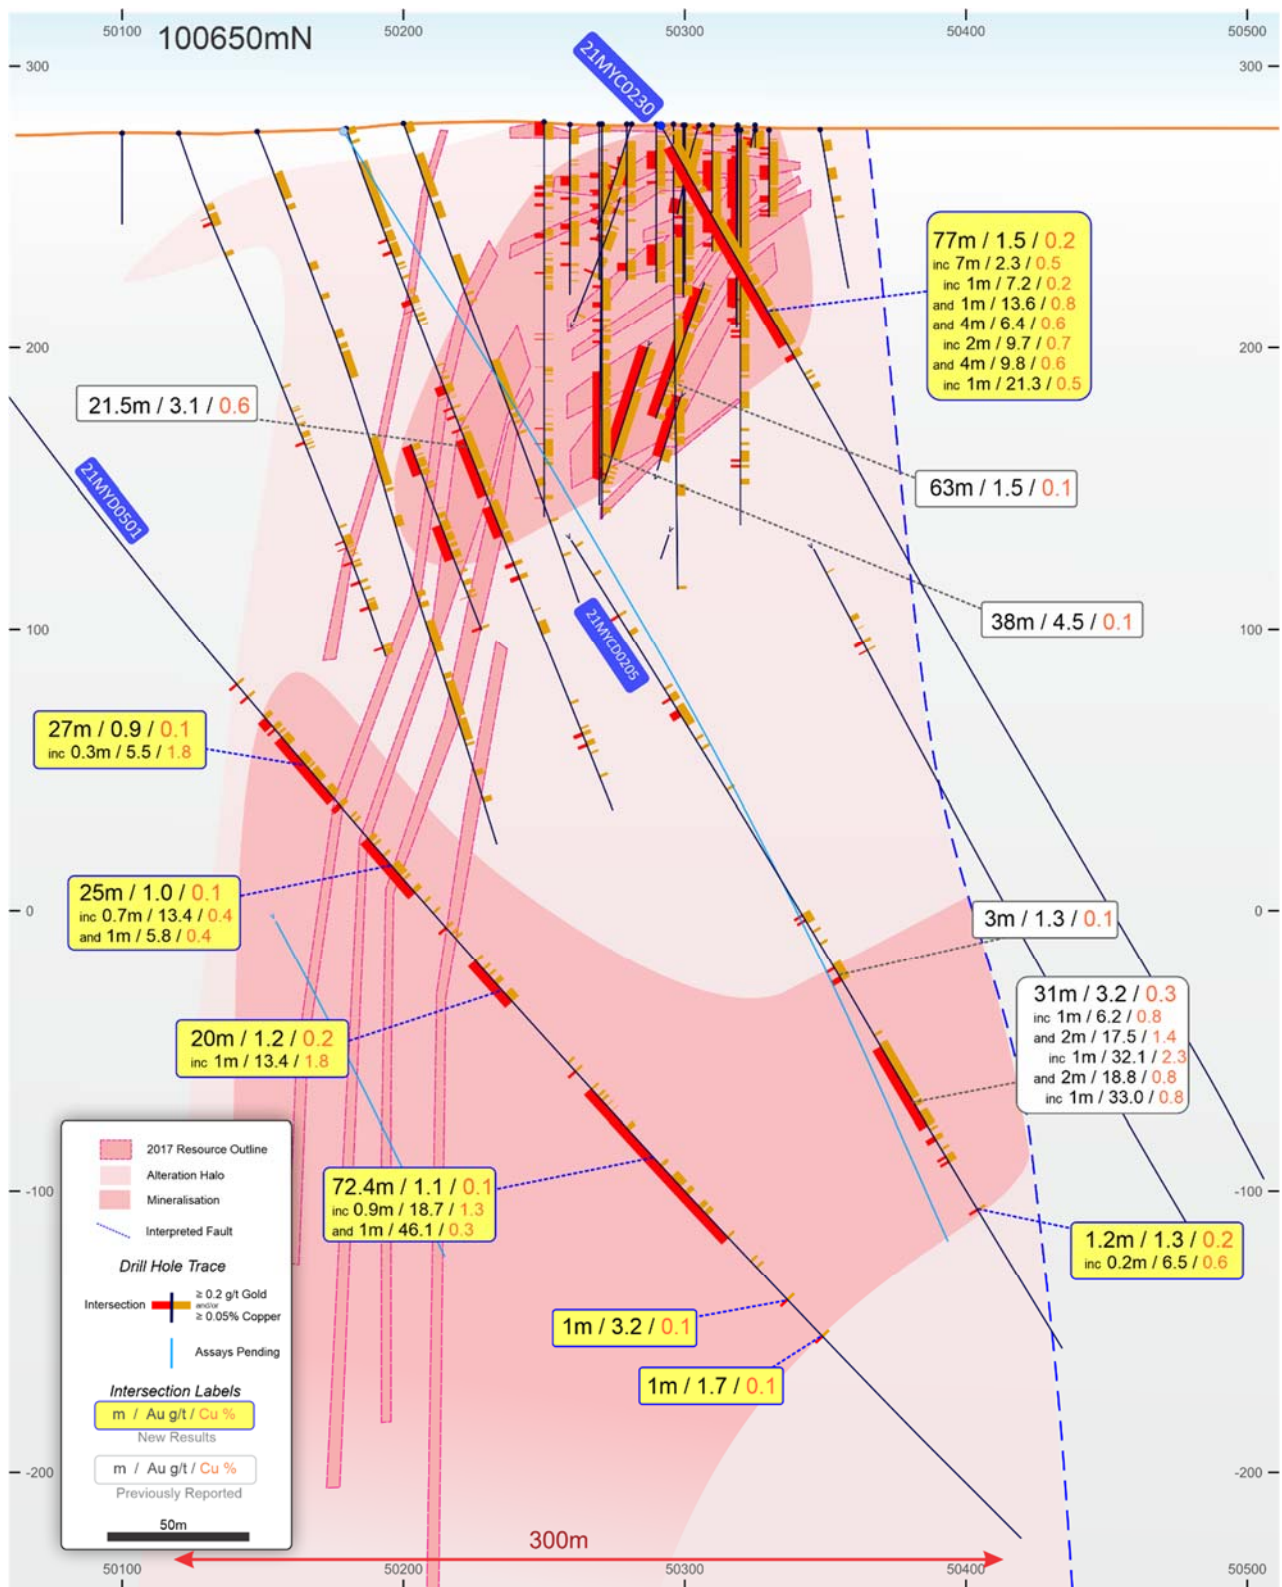 50100
50200
50300
50400
50500
100650mN
21MYC0230
300
300
77m / 1.5 / 0.2
inc 7m / 2.3 / 0.5
inc 1m / 7.2 / 0.2
and 1m / 13.6 / 0.8
and 4m / 6.4 / 0.6
inc 2m / 9.7 / 0.7
and 4m / 9.8 / 0.6
inc 1m / 21.3 / 0.5
200
200
21.5m / 3.1 / 0.6
21MYD0501
63m / 1.5 / 0.1
38m / 4.5 / 0.1
100
100
21MYCD0205
27m / 0.9 / 0.1
inc 0.3m / 5.5 / 1.8
25m / 1.0 / 0.1
inc 0.7m / 13.4 / 0.4
and 1m / 5.8 / 0.4
0
0
3m / 1.3 / 0.1
31m / 3.2 / 0.3
inc 1m / 6.2 / 0.8
and 2m / 17.5 / 1.4
inc 1m / 32.1 / 2.3
and 2m / 18.8 / 0.8
inc 1m / 33.0 / 0.8
20m / 1.2 / 0.2
inc 1m / 13.4 / 1.8
-100
-100
72.4m / 1.1 / 0.1
inc 0.9m / 18.7 / 1.3
and 1m / 46.1 / 0.3
1.2m / 1.3 / 0.2
inc 0.2m / 6.5 / 0.6
1m / 3.2 / 0.1
1m / 1.7 / 0.1
2017 Resource Outline
Alteration Halo
Mineralisation
Interpreted Fault
Drill Hole Trace
Intersection
≥ 0.2 g/t Gold
and/or
≥ 0.05% Copper
Assays Pending
Intersection Labels
m / Au g/t / Cu %
New Results
m / Au g/t / Cu %
Previously Reported
50m
-200
-200
300m
50100
50200
50300
50400
50500